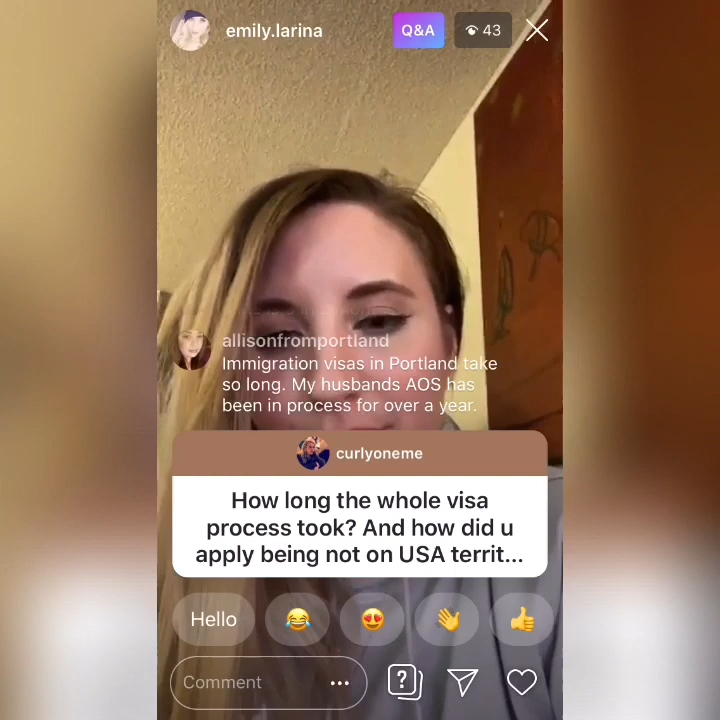 emily.larina
Q&A
43
allisonfromportland
Immigration visas in Portland take
so long. My husbands AOS has
been in process for over a year.
curlyoneme
How long the whole visa
process took? And how did u
apply being not on USA territ...
Hello
Comment